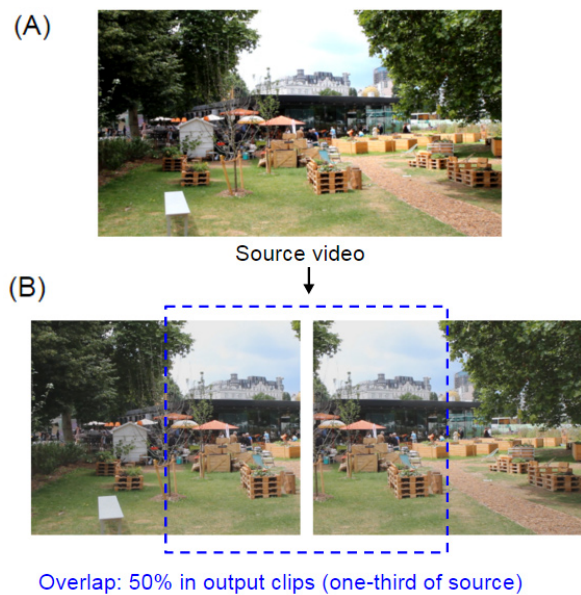 (A)
Source video
(B)
Overlap: 50% in output clips (one-third of source)